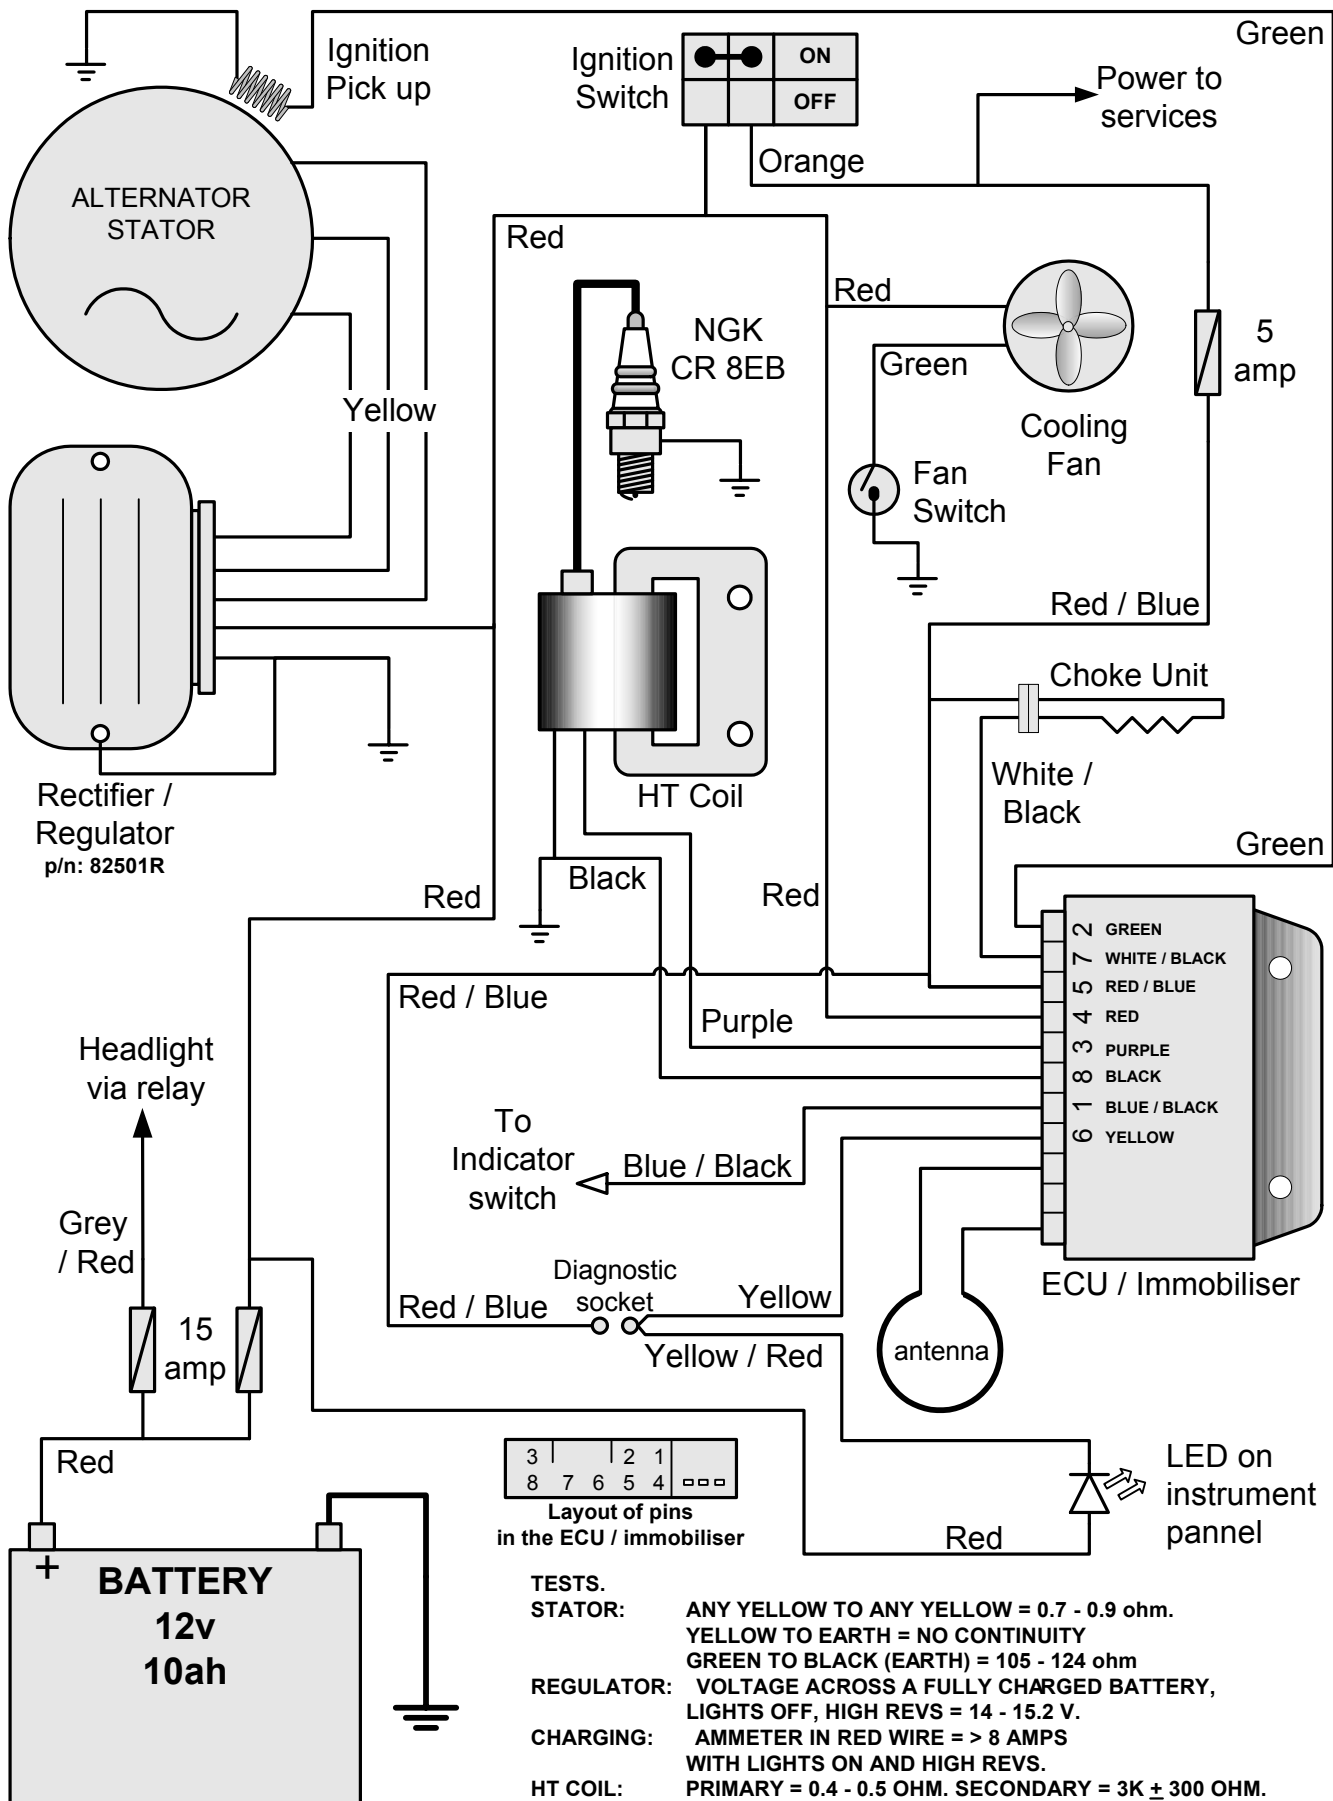 Ignition
Pick up
Ignition
Switch
ON
OFF
Green
Power to
services
Orange
ALTERNATOR
STATOR
Red
Red
NGK
CR 8EB
Green
5
amp
Yellow
Cooling
Fan
Fan
Switch
Red / Blue
Choke Unit
White /
Black
HT Coil
Rectifier /
Regulator
p/n: 82501R
Green
Black
Red
Red
2 GREEN
7 WHITE / BLACK
5 RED / BLUE
4 RED
3 PURPLE
8 BLACK
1 BLUE / BLACK
6 YELLOW
Red / Blue
Purple
Headlight
via relay
To
Indicator
switch
Blue / Black
Grey
/ Red
ECU / Immobiliser
Diagnostic
socket
Red / Blue
Yellow
Yellow / Red
15
amp
antenna
Red
3 2 1
8 7 6 5 4
Layout of pins
in the ECU / immobiliser
LED on
instrument
pannel
Red
+
BATTERY
12v
10ah
TESTS.
STATOR: ANY YELLOW TO ANY YELLOW = 0.7 - 0.9 ohm.
YELLOW TO EARTH = NO CONTINUITY
GREEN TO BLACK (EARTH) = 105 - 124 ohm
REGULATOR: VOLTAGE ACROSS A FULLY CHARGED BATTERY,
LIGHTS OFF, HIGH REVS = 14 - 15.2 V.
CHARGING: AMMETER IN RED WIRE = > 8 AMPS
WITH LIGHTS ON AND HIGH REVS.
HT COIL: PRIMARY = 0.4 - 0.5 OHM. SECONDARY = 3K ± 300 OHM.